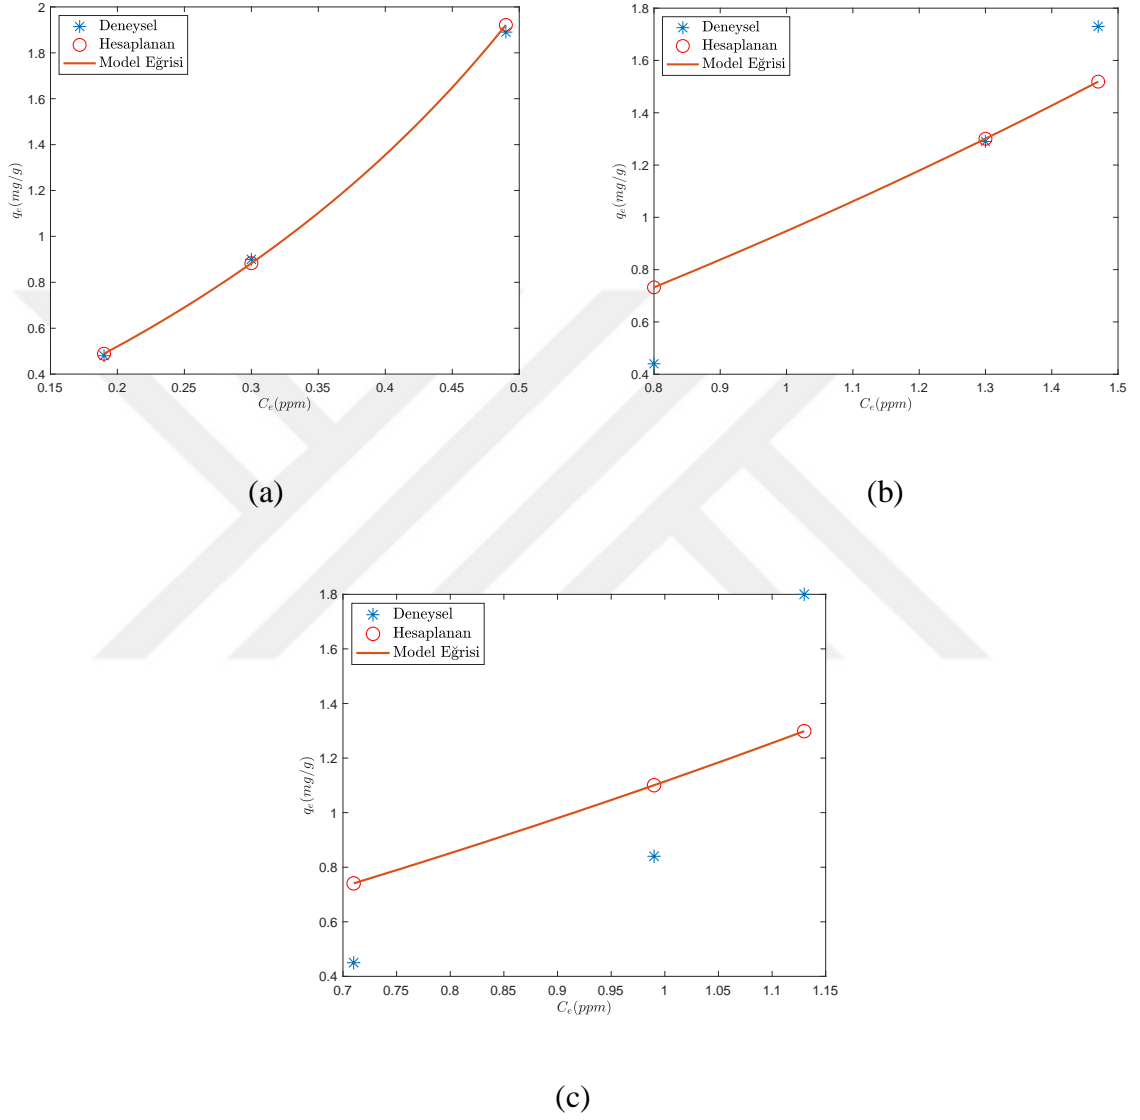 2
1.8
1.6
1.4
1.2
1
0.8
0.6
0.4
q_e(mg/g)
0.15 0.2 0.25 0.3 0.35 0.4 0.45 0.5
C_e(ppm)
Deneysel
Hesaplanan
Model Eğrisi
(a)
1.8
1.6
1.4
1.2
1
0.8
0.6
0.4
q_e(mg/g)
0.8 0.9 1 1.1 1.2 1.3 1.4 1.5
C_e(ppm)
Deneysel
Hesaplanan
Model Eğrisi
(b)
1.8
1.6
1.4
1.2
1
0.8
0.6
0.4
q_e(mg/g)
0.7 0.75 0.8 0.85 0.9 0.95 1 1.05 1.1 1.15
C_e(ppm)
Deneysel
Hesaplanan
Model Eğrisi
(c)